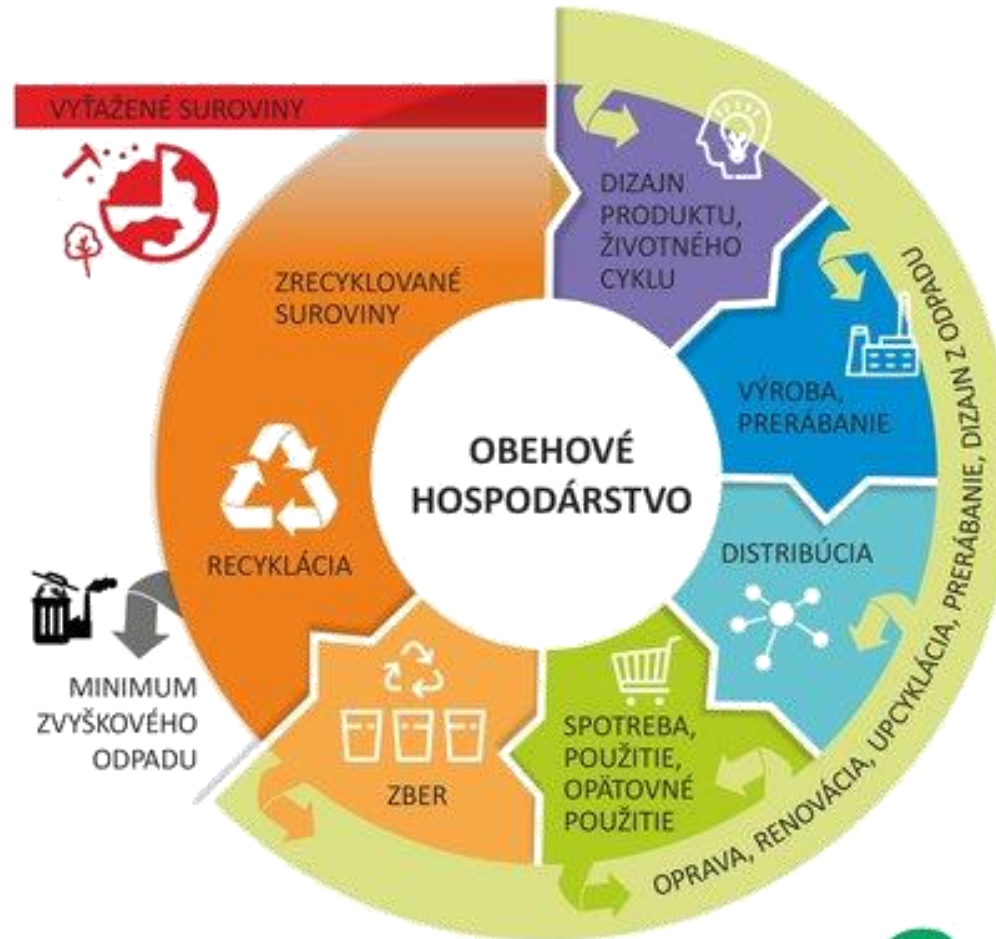 VYŤAŽENÉ SUROVINY
DIZAJN
PRODUKTU,
ŽIVOTNÉHO
CYKLU
VÝROBA,
PRERÁBANIE
DISTRIBÚCIA
SPOTREBA,
POUŽITIE,
OPÄTOVNÉ
POUŽITIE
ZBER
RECYKLÁCIA
ZRECYKLOVANÉ
SUROVINY
MINIMUM
ZVYŠKOVÉHO
ODPADU
OBEHOVÉ
HOSPODÁRSTVO
OPRAVA, RENOVÁCIA, UPCYKLÁCIA, PRERÁBANIE, DIZAJN Z ODPADU